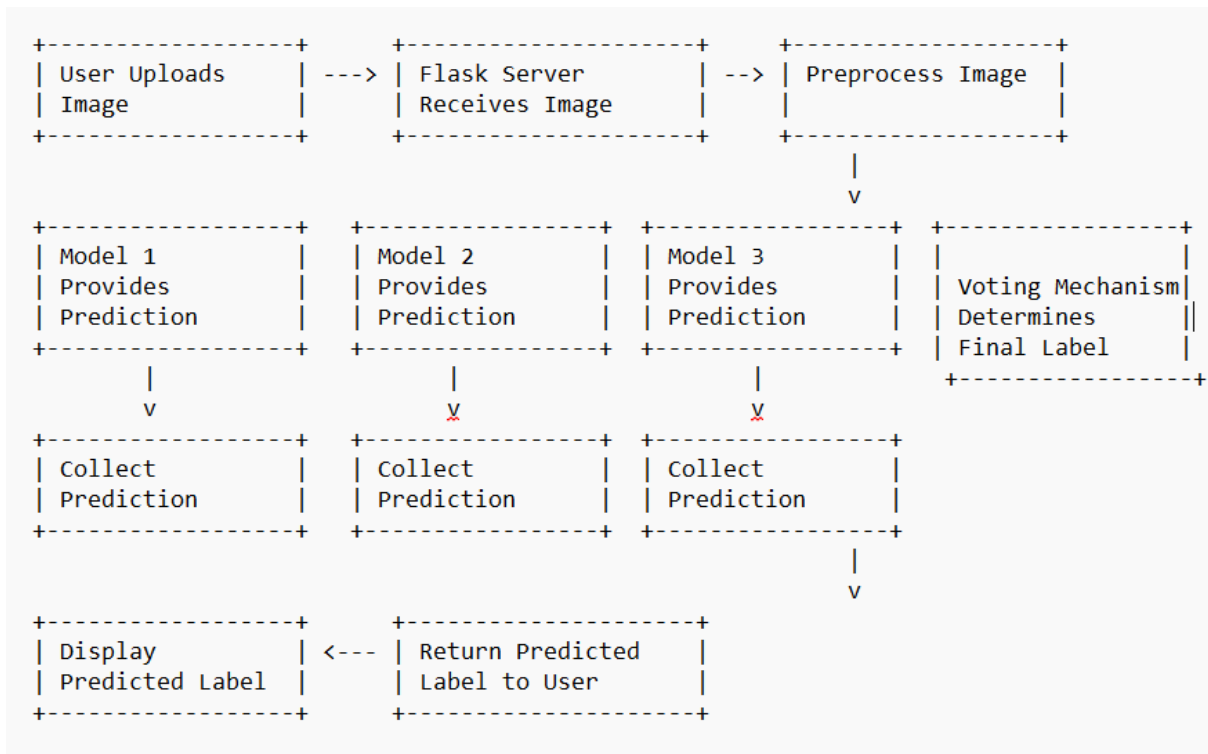 +------------------+      +---------------------+     +-------------------+
| User Uploads     | ---> | Flask Server        | --> | Preprocess Image  |
| Image            |      | Receives Image      |     |                   |
+------------------+      +---------------------+     +-------------------+
|
v
+------------------+   +-----------------+  +-----------------+  +-----------------+
| Model 1          |   | Model 2         |  | Model 3         |  |                 |
| Provides         |   | Provides        |  | Provides        |  | Voting Mechanism|
| Prediction       |   | Prediction      |  | Prediction      |  | Determines      |
+------------------+   +-----------------+  +-----------------+  | Final Label     |
|                      |                     |              +-----------------+
v                      v                     v
+------------------+   +-----------------+  +-----------------+
| Collect          |   | Collect         |  | Collect         |
| Prediction       |   | Prediction      |  | Prediction      |
+------------------+   +-----------------+  +-----------------+
|
v
+------------------+      +---------------------+
| Display          | <--- | Return Predicted    |
| Predicted Label  |      | Label to User       |
+------------------+      +---------------------+